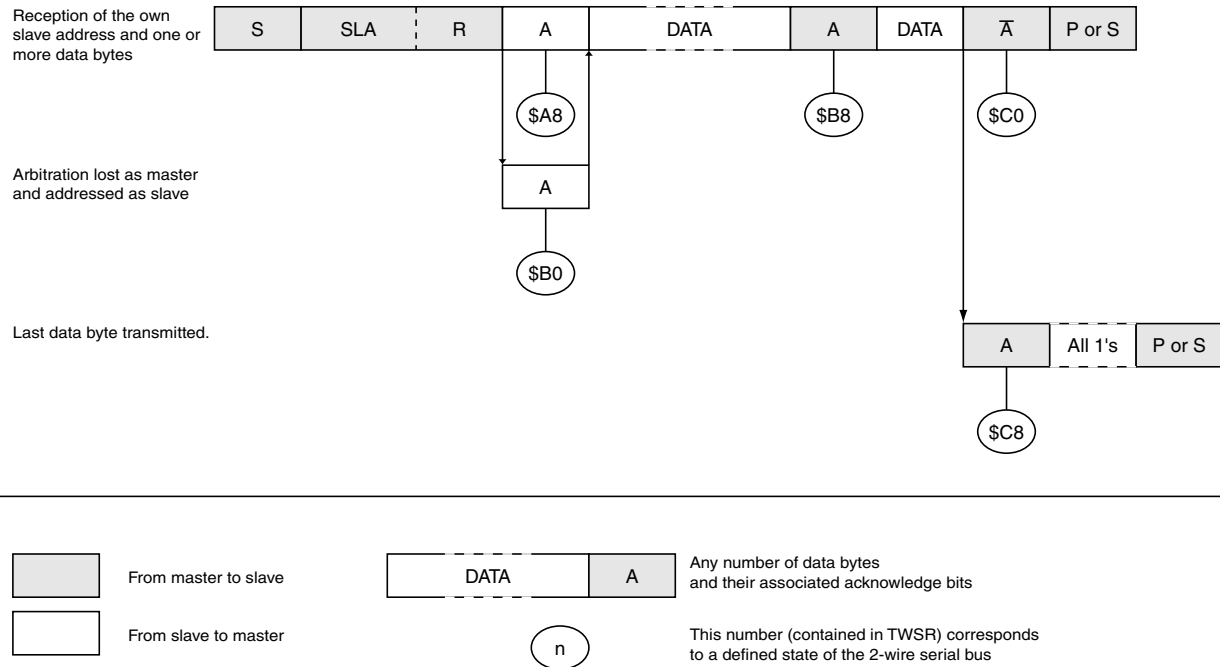 Reception of the own
slave address and one or
more data bytes
S SLA R A DATA A DATA A̅ P or S
$A8 $B8 $C0
Arbitration lost as master
and addressed as slave
A
$B0
Last data byte transmitted.
A All 1's P or S
$C8
From master to slave
DATA A
Any number of data bytes
and their associated acknowledge bits
From slave to master
n
This number (contained in TWSR) corresponds
to a defined state of the 2-wire serial bus